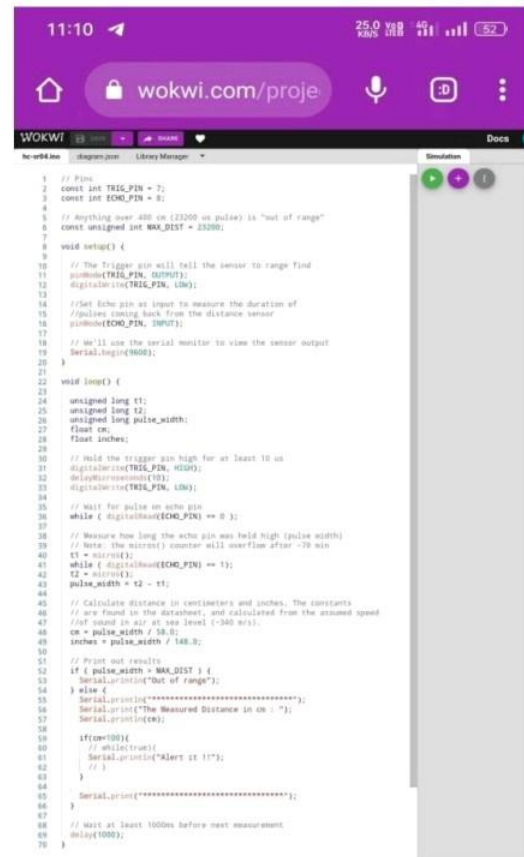 11:10
25.0 KB/S Vo9 LTE2 4G 52
wokwi.com/proje
:D
WOKWI SAVE SHARE Docs
hc-sr04.ino diagram.json Library Manager Simulation
1 // Pins
2 const int TRIG_PIN = 7;
3 const int ECHO_PIN = 8;
4
5 // Anything over 400 cm (23200 us pulse) is "out of range"
6 const unsigned int MAX_DIST = 23200;
7
8 void setup() {
9
10 // The Trigger pin will tell the sensor to range find
11 pinMode(TRIG_PIN, OUTPUT);
12 digitalWrite(TRIG_PIN, LOW);
13
14 //Set Echo pin as input to measure the duration of
15 //pulses coming back from the distance sensor
16 pinMode(ECHO_PIN, INPUT);
17
18 // We'll use the serial monitor to view the sensor output
19 Serial.begin(9600);
20 }
21
22 void loop() {
23
24 unsigned long t1;
25 unsigned long t2;
26 unsigned long pulse_width;
27 float cm;
28 float inches;
29
30 // Hold the trigger pin high for at least 10 us
31 digitalWrite(TRIG_PIN, HIGH);
32 delayMicroseconds(10);
33 digitalWrite(TRIG_PIN, LOW);
34
35 // Wait for pulse on echo pin
36 while ( digitalRead(ECHO_PIN) == 0 );
37
38 // Measure how long the echo pin was held high (pulse width)
39 // Note: the micros() counter will overflow after ~70 min
40 t1 = micros();
41 while ( digitalRead(ECHO_PIN) == 1);
42 t2 = micros();
43 pulse_width = t2 - t1;
44
45 // Calculate distance in centimeters and inches. The constants
46 // are found in the datasheet, and calculated from the assumed speed
47 //of sound in air at sea level (~340 m/s).
48 cm = pulse_width / 58.0;
49 inches = pulse_width / 148.0;
50
51 // Print out results
52 if ( pulse_width > MAX_DIST ) {
53 Serial.println("Out of range");
54 } else {
55 Serial.println("********************************");
56 Serial.print("The Measured Distance in cm : ");
57 Serial.println(cm);
58
59 if(cm<100){
60 // while(true){
61 Serial.println("Alert it !!");
62 // }
63 }
64
65 Serial.print("********************************");
66 }
67
68 // Wait at least 1000ms before next measurement
69 delay(1000);
70 }